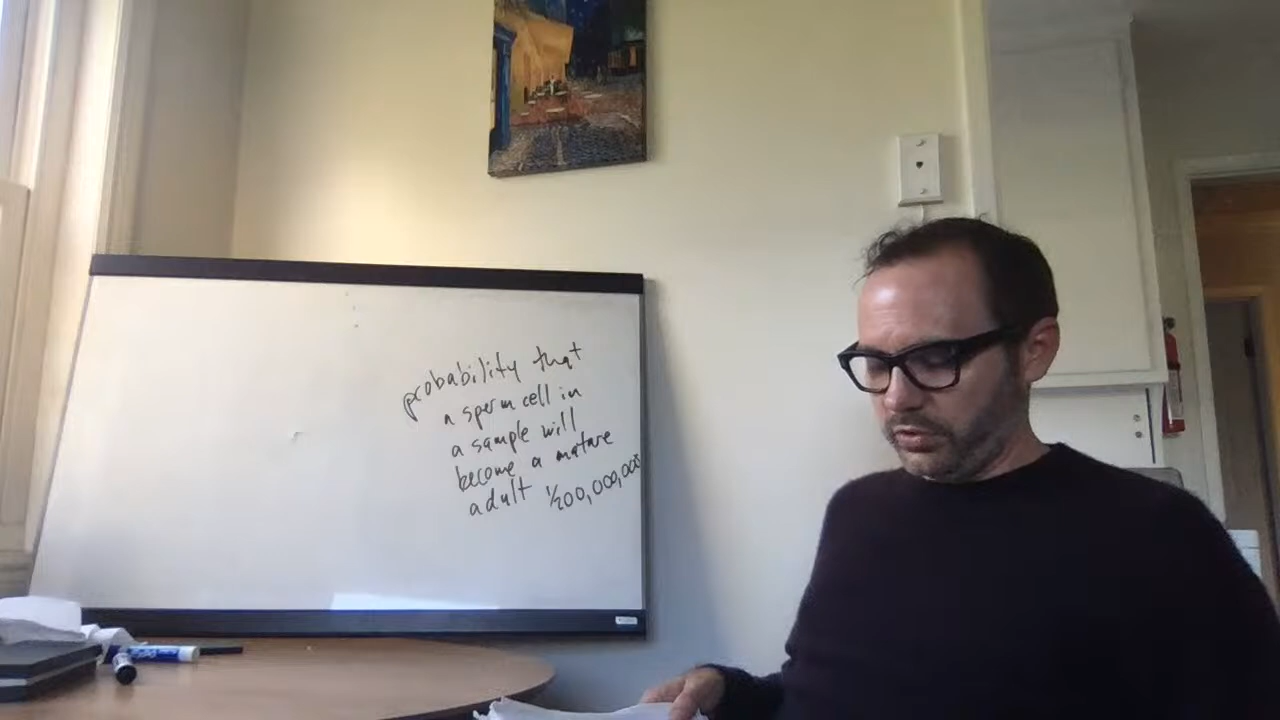 probability that
a sperm cell in
a sample will
become a mature
adult 1/200,000,000